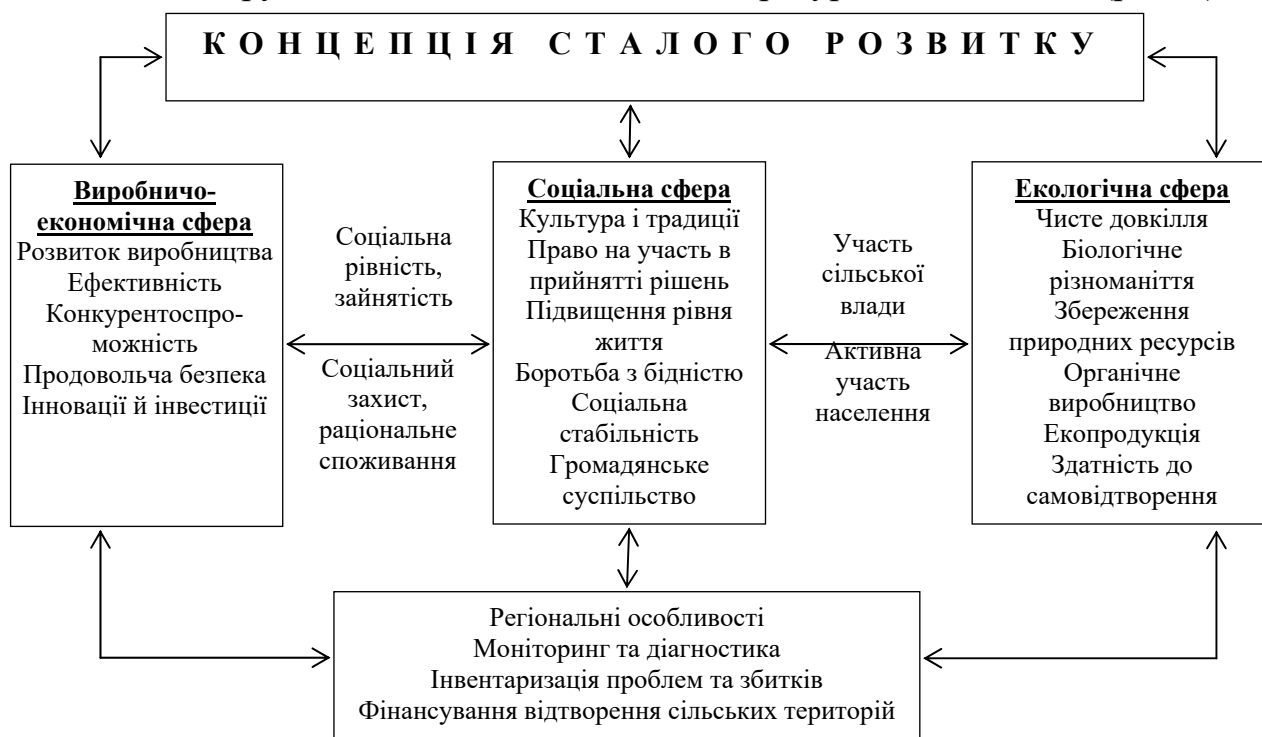 КОНЦЕПЦІЯ СТАЛОГО РОЗВИТКУ
Виробничо-
економічна сфера
Розвиток виробництва
Ефективність
Конкурентоспро-
можність
Продовольча безпека
Інновації й інвестиції
Соціальна
рівність,
зайнятість
Соціальний
захист,
раціональне
споживання
Соціальна сфера
Культура і традиції
Право на участь в
прийнятті рішень
Підвищення рівня
життя
Боротьба з бідністю
Соціальна
стабільність
Громадянське
суспільство
Участь
сільської
влади
Активна
участь
населення
Екологічна сфера
Чисте довкілля
Біологічне
різноманіття
Збереження
природних ресурсів
Органічне
виробництво
Екопродукція
Здатність до
самовідтворення
Регіональні особливості
Моніторинг та діагностика
Інвентаризація проблем та збитків
Фінансування відтворення сільських територій